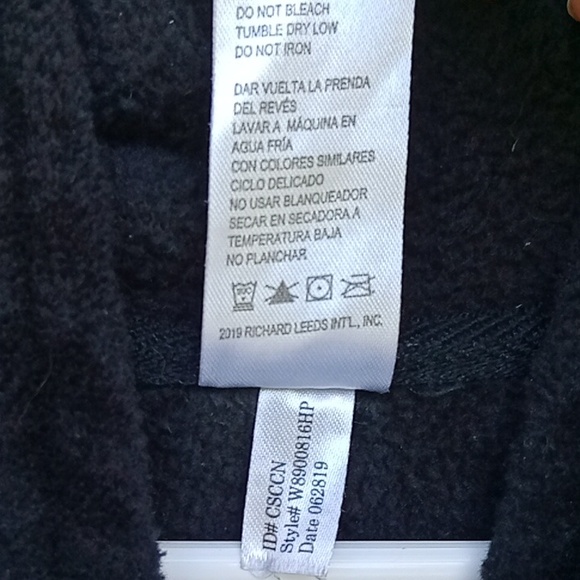 DO NOT BLEACH
TUMBLE DRY LOW
DO NOT IRON
DAR VUELTA LA PRENDA
DEL REVÉS
LAVAR A MÁQUINA EN
AGUA FRÍA
CON COLORES SIMILARES
CICLO DELICADO
NO USAR BLANQUEADOR
SECAR EN SECADORA A
TEMPERATURA BAJA
NO PLANCHAR
2019 RICHARD LEEDS INT'L., INC.
ID# CSCCN
Style# W8900816HP
Date 062819